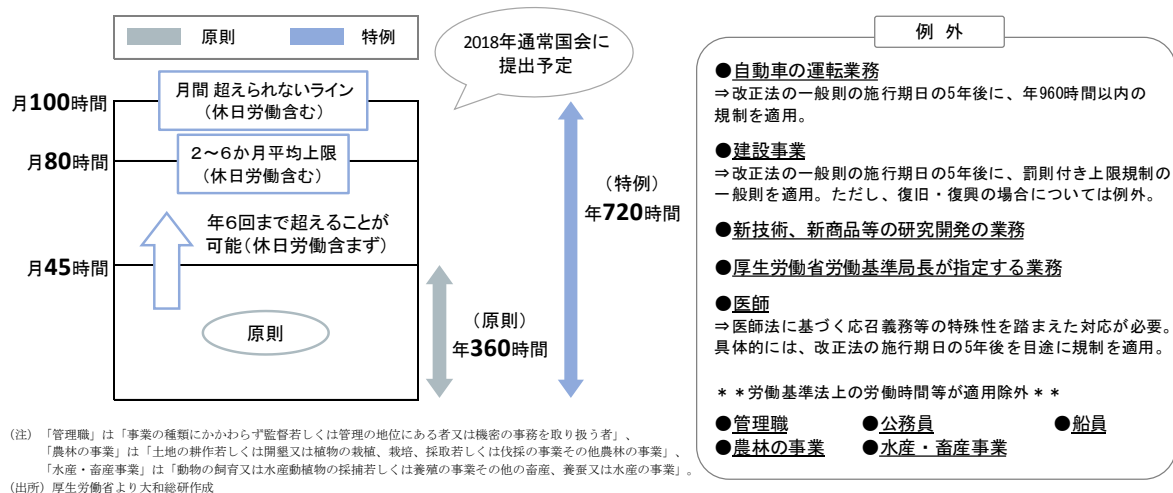 原則
特例
2018年通常国会に
提出予定
月100時間
月間 超えられないライン
(休日労働含む)
月80時間
2～6か月平均上限
(休日労働含む)
年6回まで超えることが
可能(休日労働含まず)
月45時間
原則
(特例)
年720時間
(原則)
年360時間
例 外
●自動車の運転業務
⇒改正法の一般則の施行期日の5年後に、年960時間以内の
規制を適用。
●建設事業
⇒改正法の一般則の施行期日の5年後に、罰則付き上限規制の
一般則を適用。ただし、復旧・復興の場合については例外。
●新技術、新商品等の研究開発の業務
●厚生労働省労働基準局長が指定する業務
●医師
⇒医師法に基づく応召義務等の特殊性を踏まえた対応が必要。
具体的には、改正法の施行期日の5年後を目途に規制を適用。
＊＊労働基準法上の労働時間等が適用除外＊＊
●管理職 ●公務員 ●船員
●農林の事業 ●水産・畜産事業
(注) 「管理職」は「事業の種類にかかわらず監督若しくは管理の地位にある者又は機密の事務を取り扱う者」、
「農林の事業」は「土地の耕作若しくは開墾又は植物の栽植、栽培、採取若しくは伐採の事業その他農林の事業」、
「水産・畜産事業」は「動物の飼育又は水産動植物の採捕若しくは養殖の事業その他の畜産、養蚕又は水産の事業」。
(出所) 厚生労働省より大和総研作成